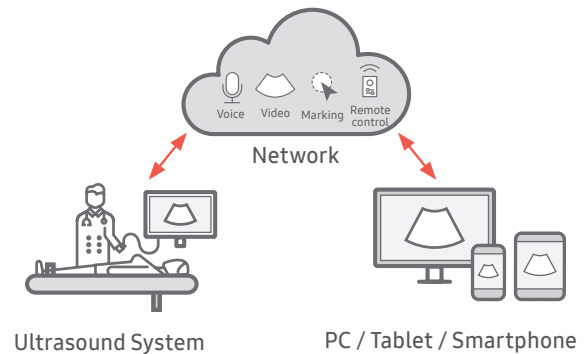 Voice
Video
Marking
Remote
control
Network
Ultrasound System
PC / Tablet / Smartphone